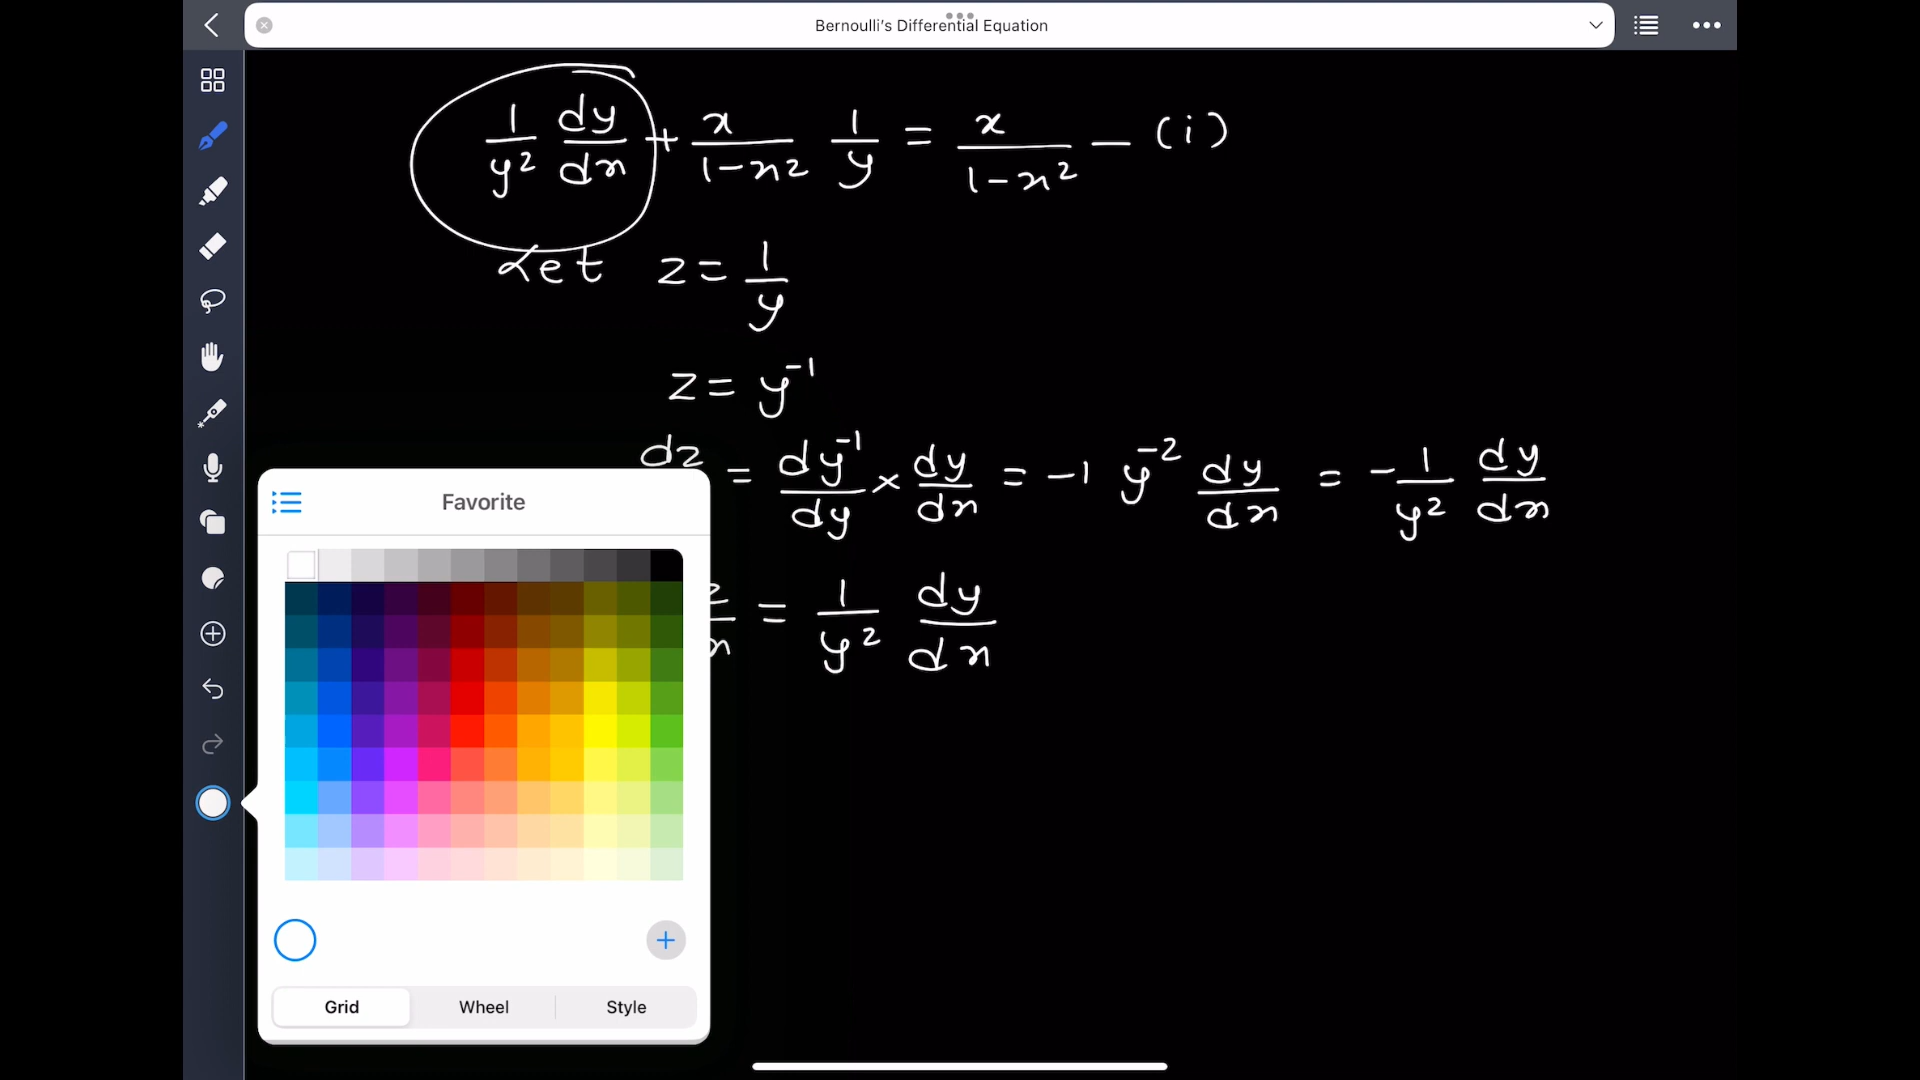 Bernoulli's Differential Equation
1/y² dy/dx + x/1-x² 1/y = x/1-x² — (i)
Let z = 1/y
z = y⁻¹
dz = dy⁻¹/dy × dy/dx = -1 y⁻² dy/dx = -1/y² dy/dx
= 1/y² dy/dx
Favorite
Grid Wheel Style